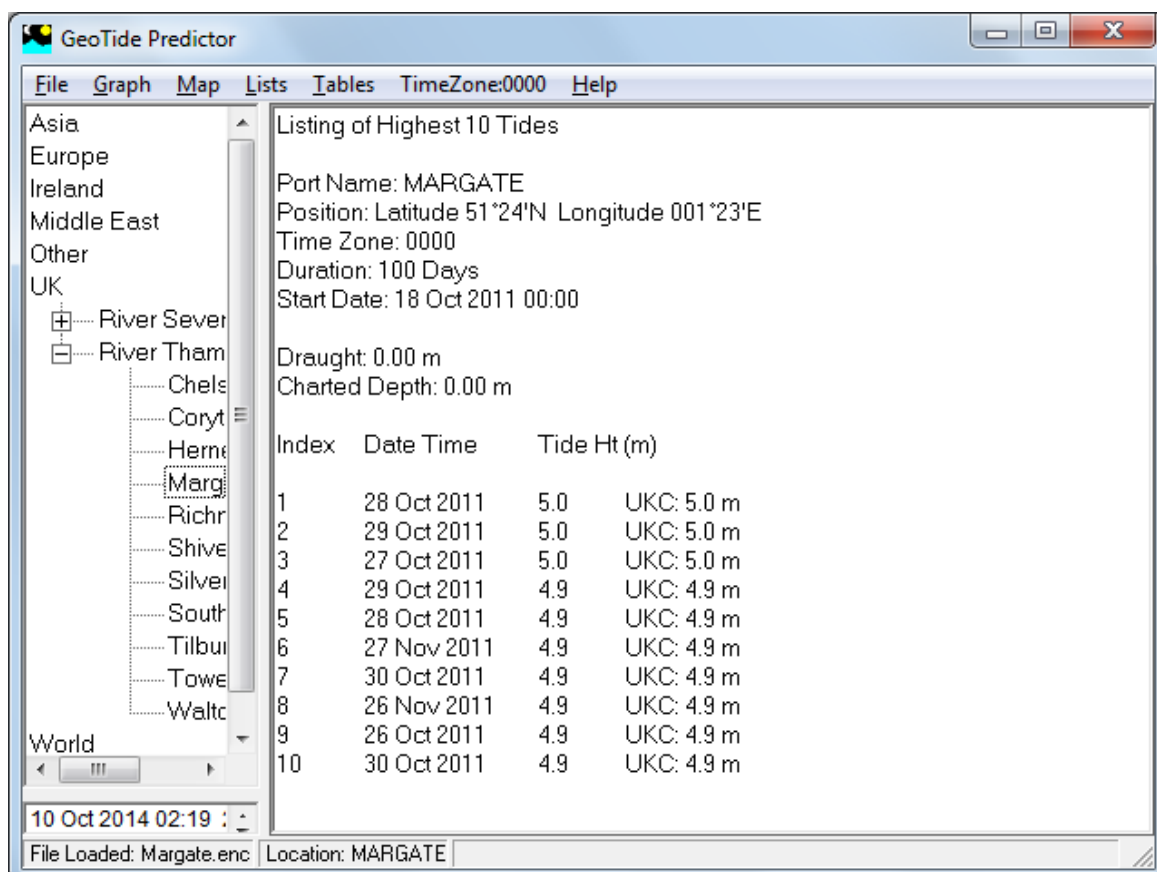 GeoTide Predictor
File Graph Map Lists Tables TimeZone:0000 Help
Asia
Europe
Ireland
Middle East
Other
UK
River Sever
River Tham
Chels
Coryt
Herne
Marg
Richr
Shive
Silver
South
Tilbur
Towe
Walto
World
10 Oct 2014 02:19
Listing of Highest 10 Tides
Port Name: MARGATE
Position: Latitude 51°24'N Longitude 001°23'E
Time Zone: 0000
Duration: 100 Days
Start Date: 18 Oct 2011 00:00
Draught: 0.00 m
Charted Depth: 0.00 m
Index Date Time Tide Ht (m)
1 28 Oct 2011 5.0 UKC: 5.0 m
2 29 Oct 2011 5.0 UKC: 5.0 m
3 27 Oct 2011 5.0 UKC: 5.0 m
4 29 Oct 2011 4.9 UKC: 4.9 m
5 28 Oct 2011 4.9 UKC: 4.9 m
6 27 Nov 2011 4.9 UKC: 4.9 m
7 30 Oct 2011 4.9 UKC: 4.9 m
8 26 Nov 2011 4.9 UKC: 4.9 m
9 26 Oct 2011 4.9 UKC: 4.9 m
10 30 Oct 2011 4.9 UKC: 4.9 m
File Loaded: Margate.enc Location: MARGATE